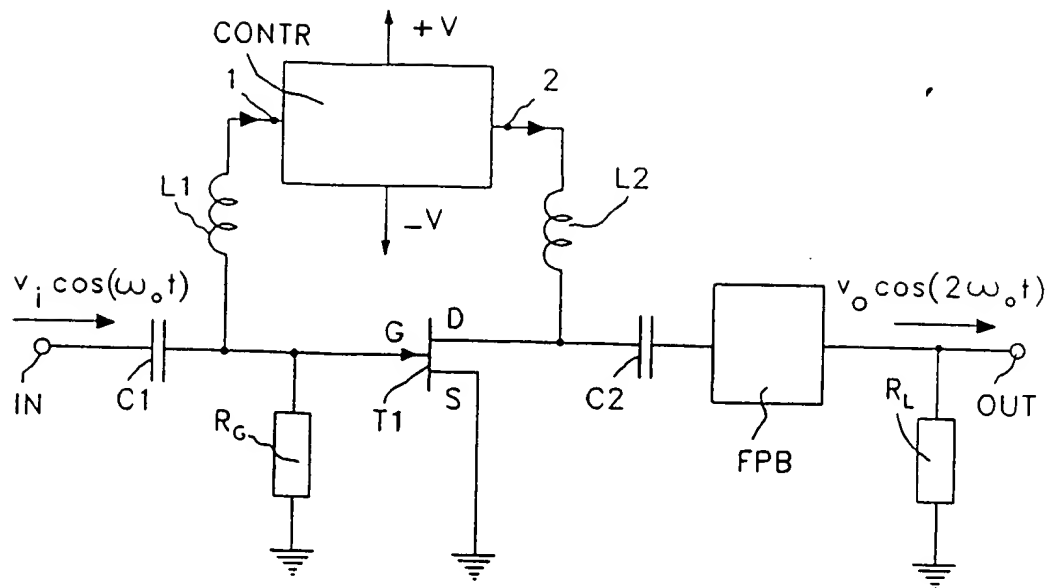 CONTR
+V
1
2
L1
L2
−V
v_i cos(ω_o t)
v_o cos(2ω_o t)
G
D
IN
C1
T1
S
C2
R_G
FPB
R_L
OUT